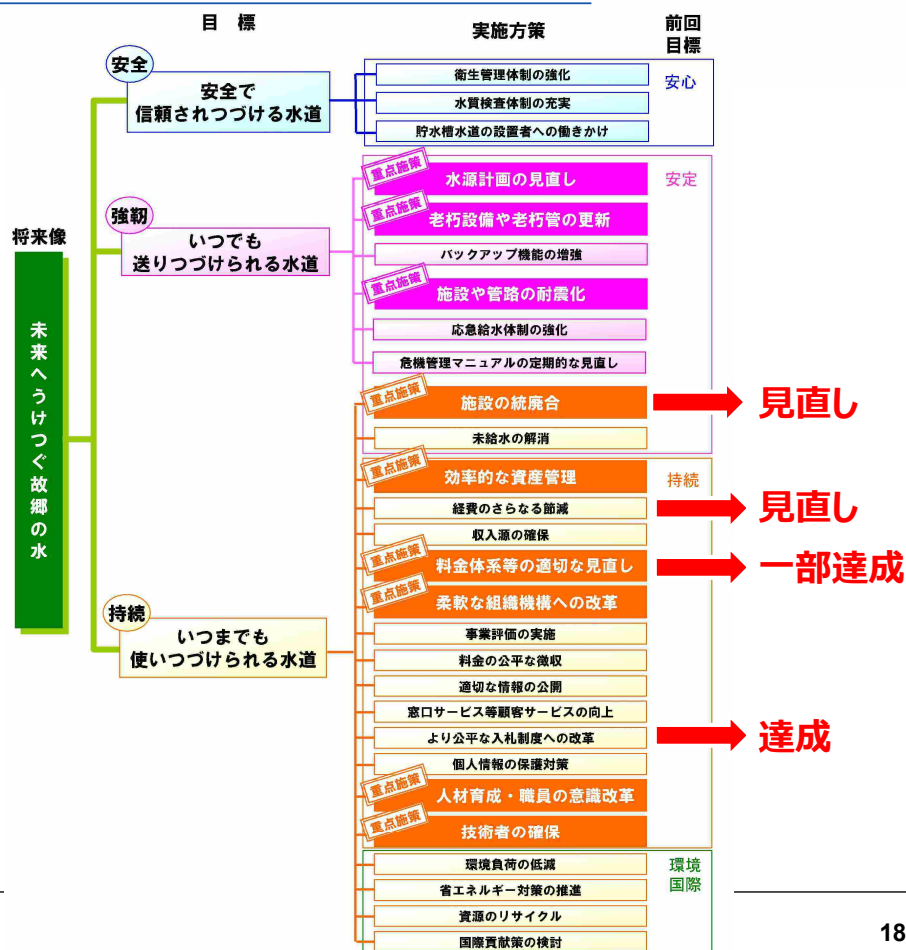 目 標
実施方策
前回
目標
安全
安全で
信頼されつづける水道
衛生管理体制の強化
水質検査体制の充実
貯水槽水道の設置者への働きかけ
安心
将来像
未来へうけつぐ故郷の水
強靭
いつでも
送りつづけられる水道
重点施策
水源計画の見直し
安定
重点施策
老朽設備や老朽管の更新
バックアップ機能の増強
重点施策
施設や管路の耐震化
応急給水体制の強化
危機管理マニュアルの定期的な見直し
持続
いつまでも
使いつづけられる水道
重点施策
施設の統廃合
見直し
未給水の解消
重点施策
効率的な資産管理
持続
経費のさらなる節減
見直し
収入源の確保
重点施策
料金体系等の適切な見直し
一部達成
重点施策
柔軟な組織機構への改革
事業評価の実施
料金の公平な徴収
適切な情報の公開
窓口サービス等顧客サービスの向上
より公平な入札制度への改革
達成
個人情報の保護対策
重点施策
人材育成・職員の意識改革
重点施策
技術者の確保
環境負荷の低減
環境
国際
省エネルギー対策の推進
資源のリサイクル
国際貢献策の検討
18